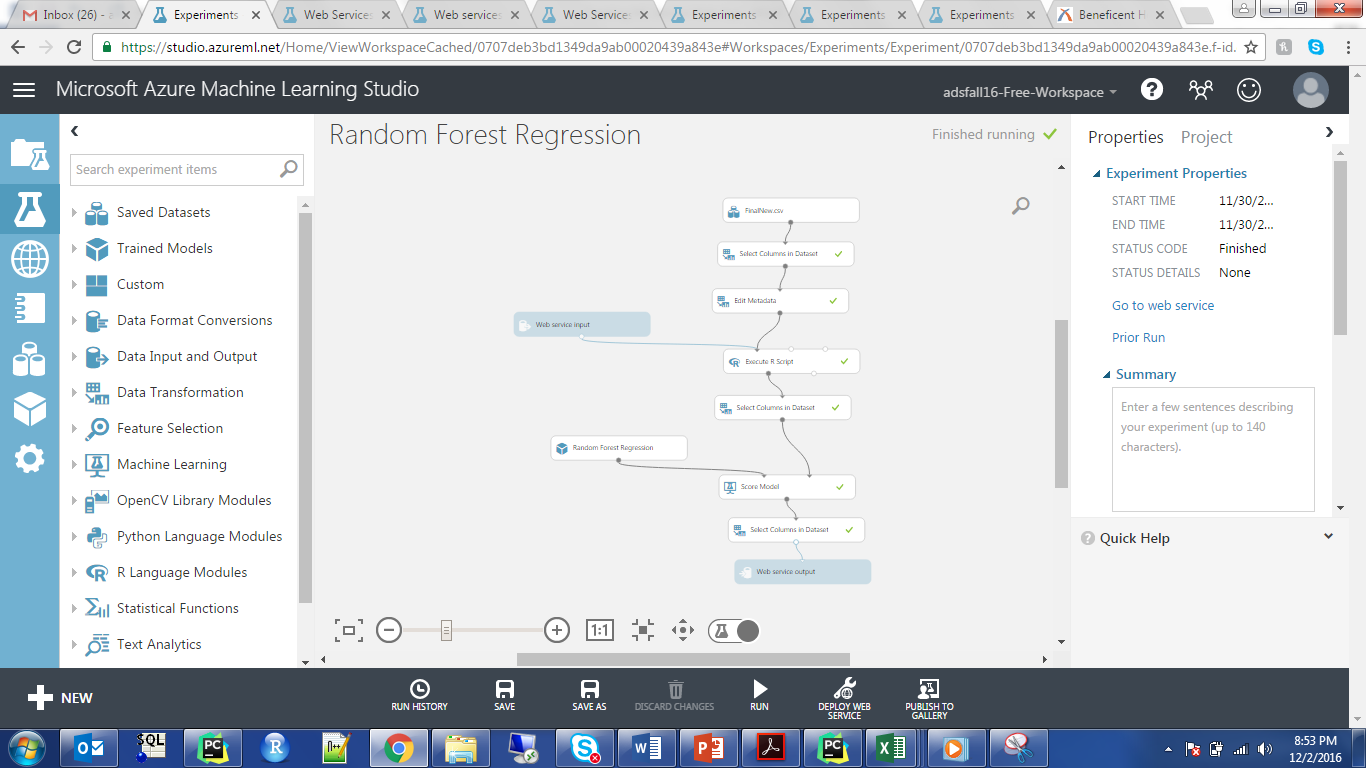 Inbox (26) - a
Experiments
Web Services
Web services
Web Service
Experiments
Experiments
Experiments
Beneficent H
https://studio.azureml.net/Home/ViewWorkspaceCached/0707deb3bd1349da9ab00020439a843e#Workspaces/Experiments/Experiment/0707deb3bd1349da9ab00020439a843e.f-id.
Microsoft Azure Machine Learning Studio
adsfall16-Free-Workspace
Search experiment items
Saved Datasets
Trained Models
Custom
Data Format Conversions
Data Input and Output
Data Transformation
Feature Selection
Machine Learning
OpenCV Library Modules
Python Language Modules
R Language Modules
Statistical Functions
Text Analytics
Random Forest Regression
Finished running
FinalNew.csv
Select Columns in Dataset
Edit Metadata
Web service input
Execute R Script
Select Columns in Dataset
Random Forest Regression
Score Model
Select Columns in Dataset
Web service output
1:1
Properties Project
Experiment Properties
START TIME 11/30/2...
END TIME 11/30/2...
STATUS CODE Finished
STATUS DETAILS None
Go to web service
Prior Run
Summary
Enter a few sentences describing
your experiment (up to 140
characters).
Quick Help
NEW
RUN HISTORY
SAVE
SAVE AS
DISCARD CHANGES
RUN
DEPLOY WEB
SERVICE
PUBLISH TO
GALLERY
8:53 PM
12/2/2016